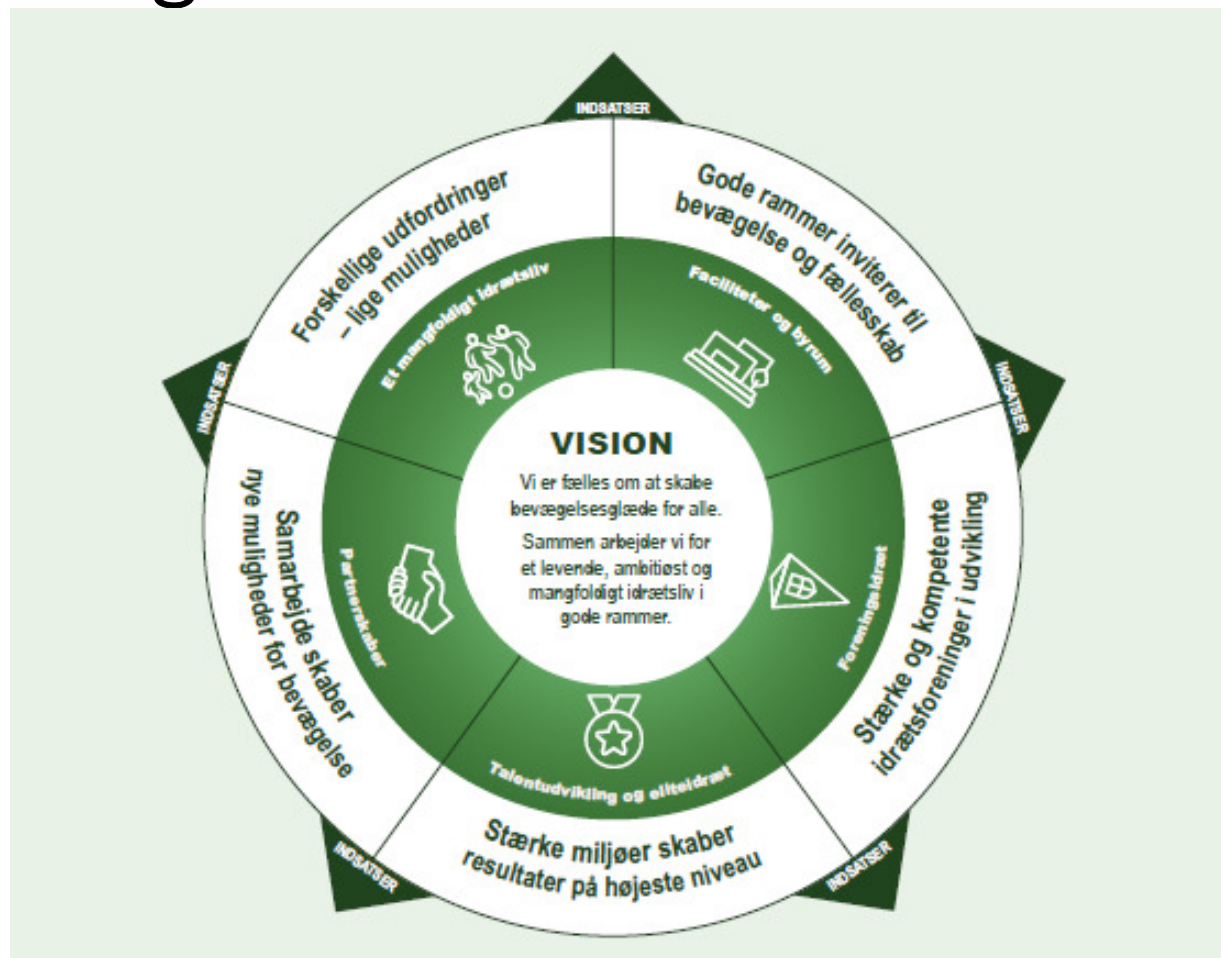 INDSATSER
Forskellige udfordringer
– lige muligheder
Gode rammer inviterer til
bevægelse og fællesskab
Et mangfoldigt idrætsliv
Faciliteter og byrum
INDSATSER
INDSATSER
VISION
Vi er fælles om at skabe
bevægelsesglæde for alle.
Sammen arbejder vi for
et levende, ambitiøst og
mangfoldigt idrætsliv i
gode rammer.
Samarbejde skaber
nye muligheder for bevægelse
Partnerskaber
Foreningsidræt
Stærke og kompetente
idrætsforeninger i udvikling
Talentudvikling og eliteidræt
Stærke miljøer skaber
resultater på højeste niveau
INDSATSER
INDSATSER